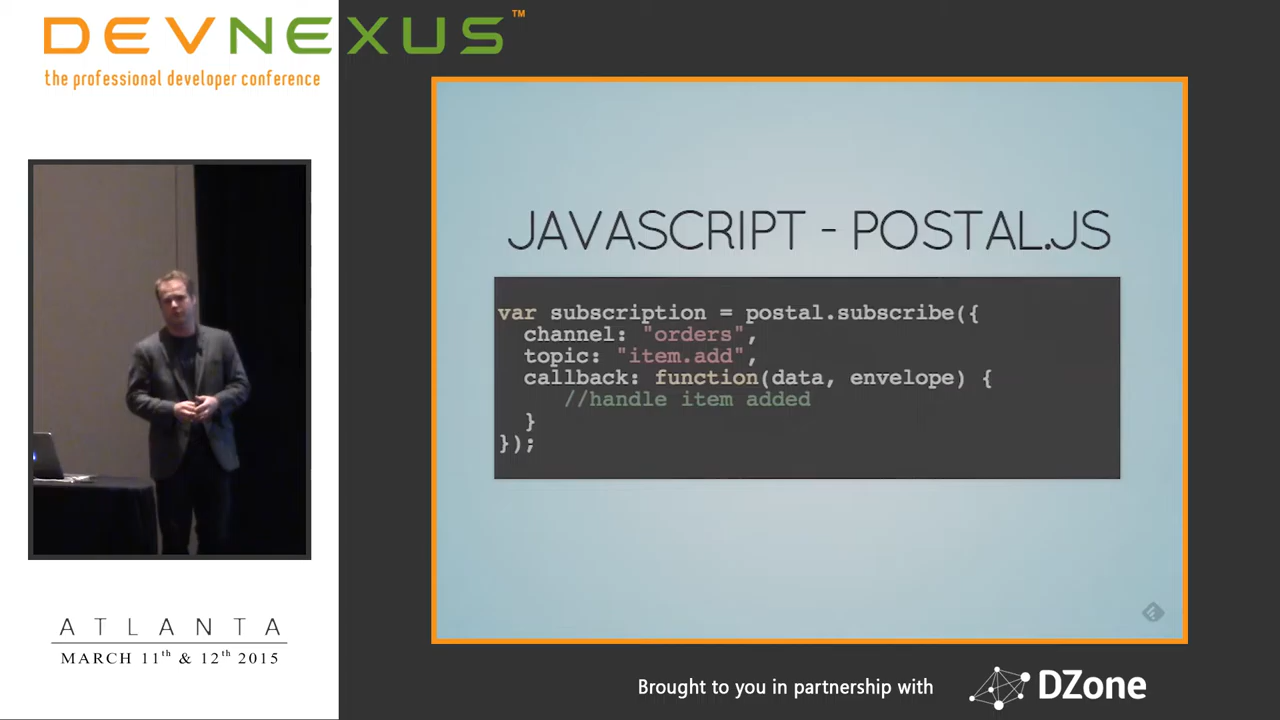 DEVNEXUS™
the professional developer conference
JAVASCRIPT - POSTAL.JS
var subscription = postal.subscribe({
channel: "orders",
topic: "item.add",
callback: function(data, envelope) {
//handle item added
}
});
ATLANTA
MARCH 11th & 12th 2015
Brought to you in partnership with DZone